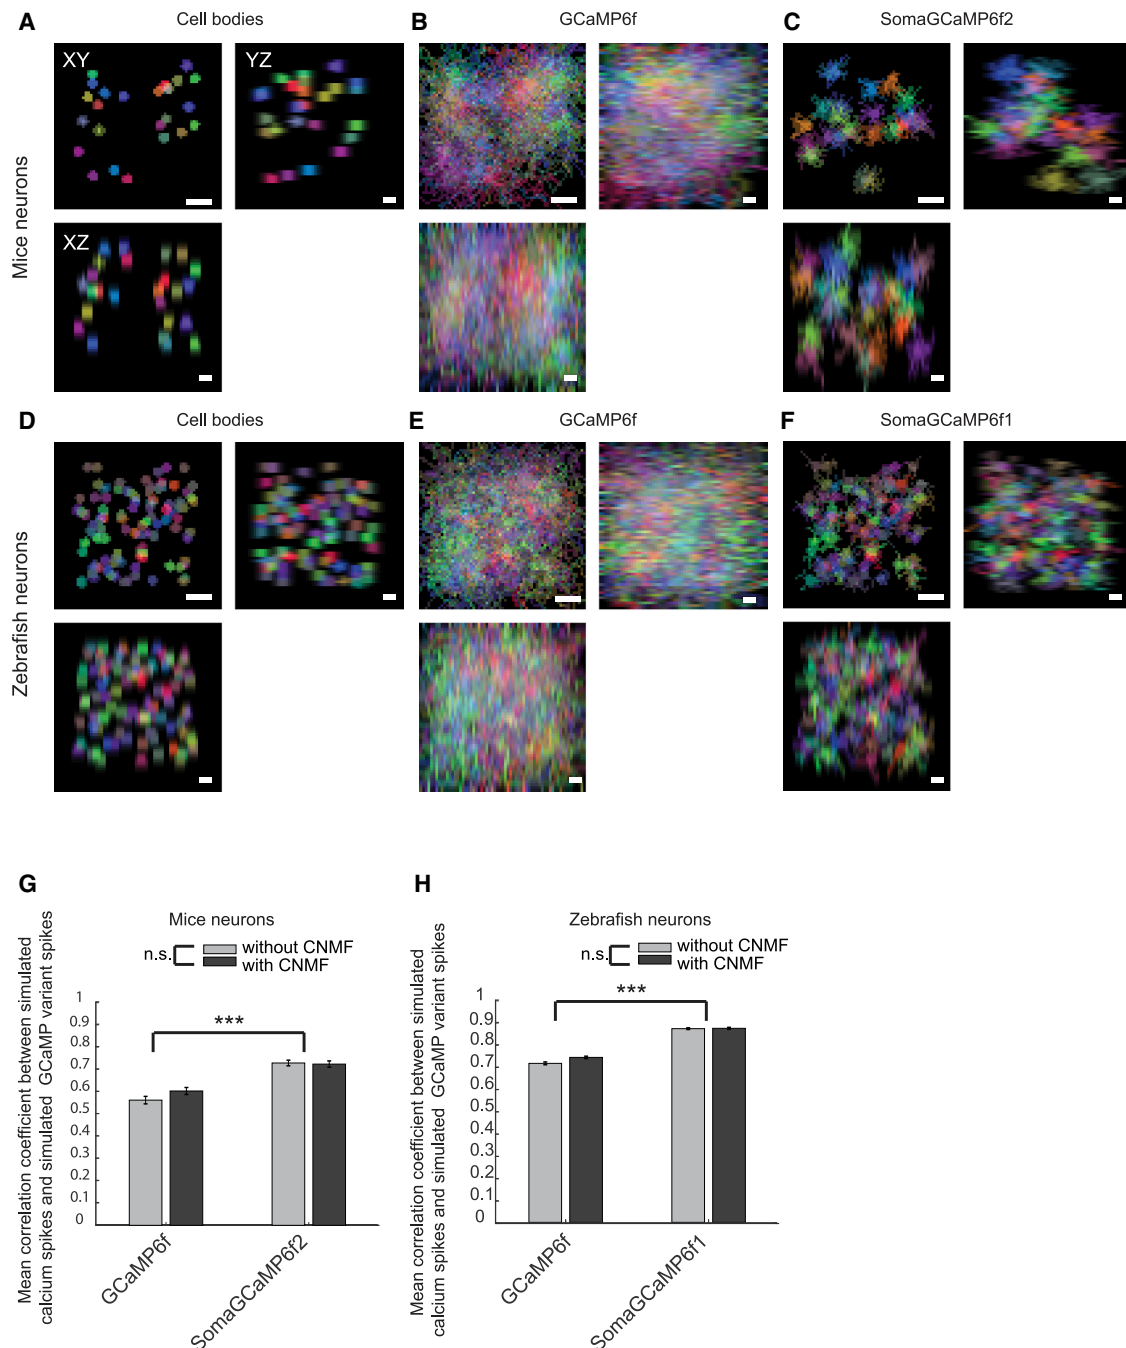 A Cell bodies B GCaMP6f C SomaGCaMP6f2
XY YZ
XZ
Mice neurons
D Cell bodies E GCaMP6f F SomaGCaMP6f1
Zebrafish neurons
G
Mice neurons
n.s. without CNMF
with CNMF
***
Mean correlation coefficient between simulated
calcium spikes and simulated GCaMP variant spikes
1
0.9
0.8
0.7
0.6
0.5
0.4
0.3
0.2
0.1
0
GCaMP6f
SomaGCaMP6f2
H
Zebrafish neurons
n.s. without CNMF
with CNMF
***
Mean correlation coefficient between simulated
calcium spikes and simulated GCaMP variant spikes
1
0.9
0.8
0.7
0.6
0.5
0.4
0.3
0.2
0.1
0
GCaMP6f
SomaGCaMP6f1